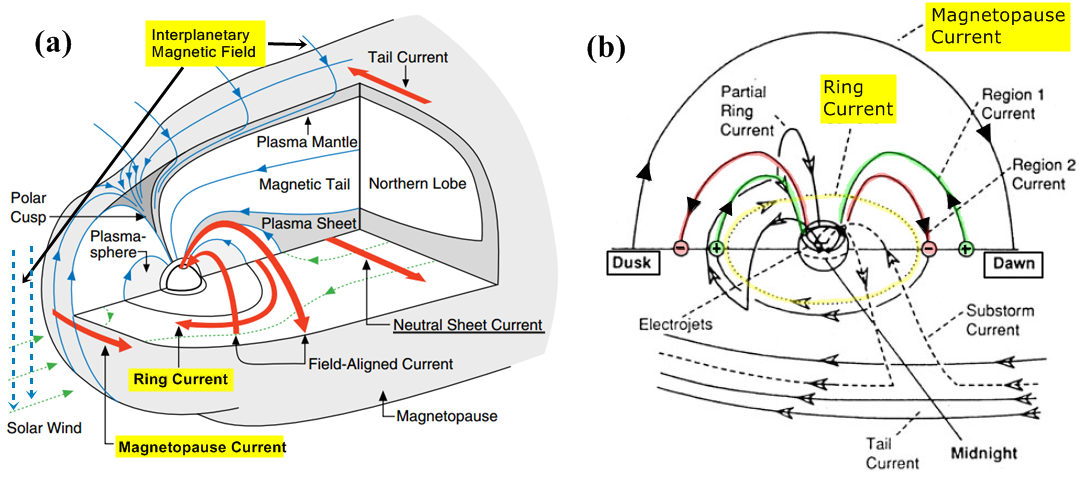 (a)
Interplanetary
Magnetic Field
Tail Current
Plasma Mantle
Magnetic Tail
Northern Lobe
Polar
Cusp
Plasma-
sphere
Plasma Sheet
Neutral Sheet Current
Field-Aligned Current
Ring Current
Magnetopause
Solar Wind
Magnetopause Current
(b)
Magnetopause
Current
Partial
Ring
Current
Ring
Current
Region 1
Current
Region 2
Current
Dusk
−
+
−
+
Dawn
Electrojets
Substorm
Current
Tail
Current
Midnight